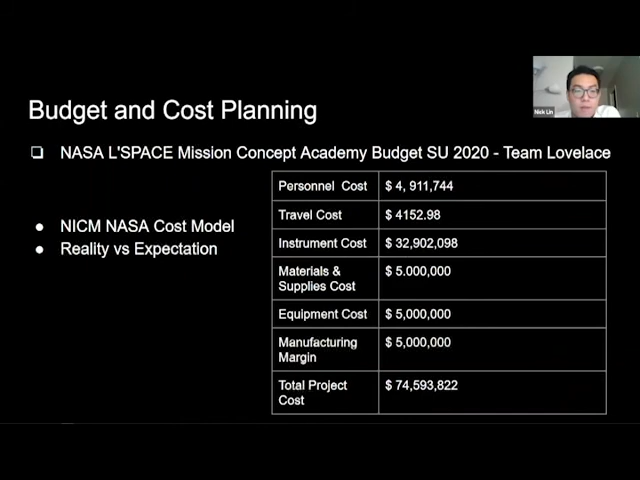 Nick Lin
Budget and Cost Planning
❏ NASA L'SPACE Mission Concept Academy Budget SU 2020 - Team Lovelace
● NICM NASA Cost Model
● Reality vs Expectation
Personnel Cost $ 4, 911,744
Travel Cost $ 4152.98
Instrument Cost $ 32,902,098
Materials & $ 5.000,000
Supplies Cost
Equipment Cost $ 5,000,000
Manufacturing $ 5,000,000
Margin
Total Project $ 74,593,822
Cost